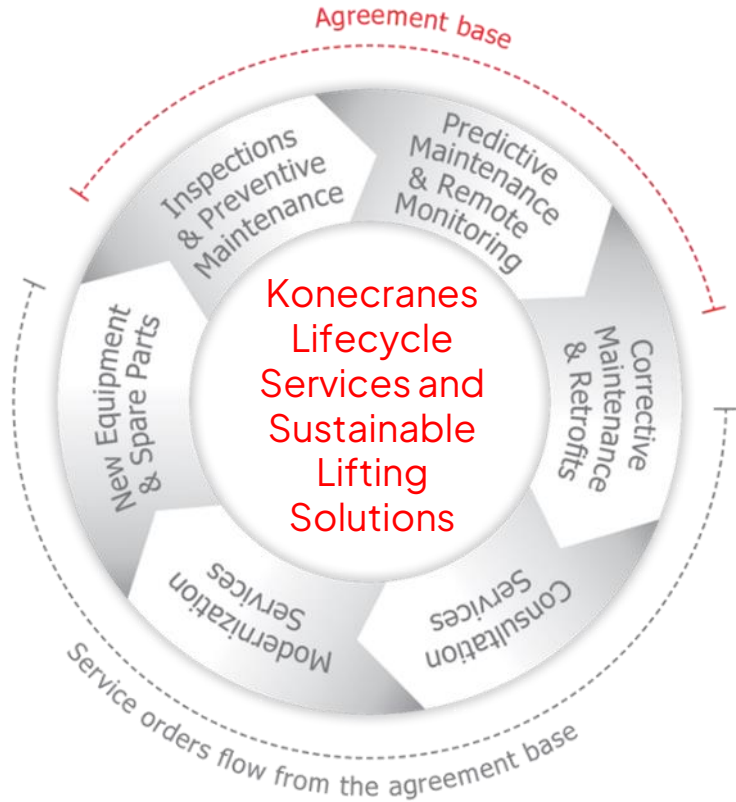 Agreement base
Inspections
& Preventive
Maintenance
Predictive
Maintenance
& Remote
Monitoring
Corrective
Maintenance
& Retrofits
Consultation
Services
Modernization
Services
New Equipment
& Spare Parts
Konecranes
Lifecycle
Services and
Sustainable
Lifting
Solutions
Service orders flow from the agreement base